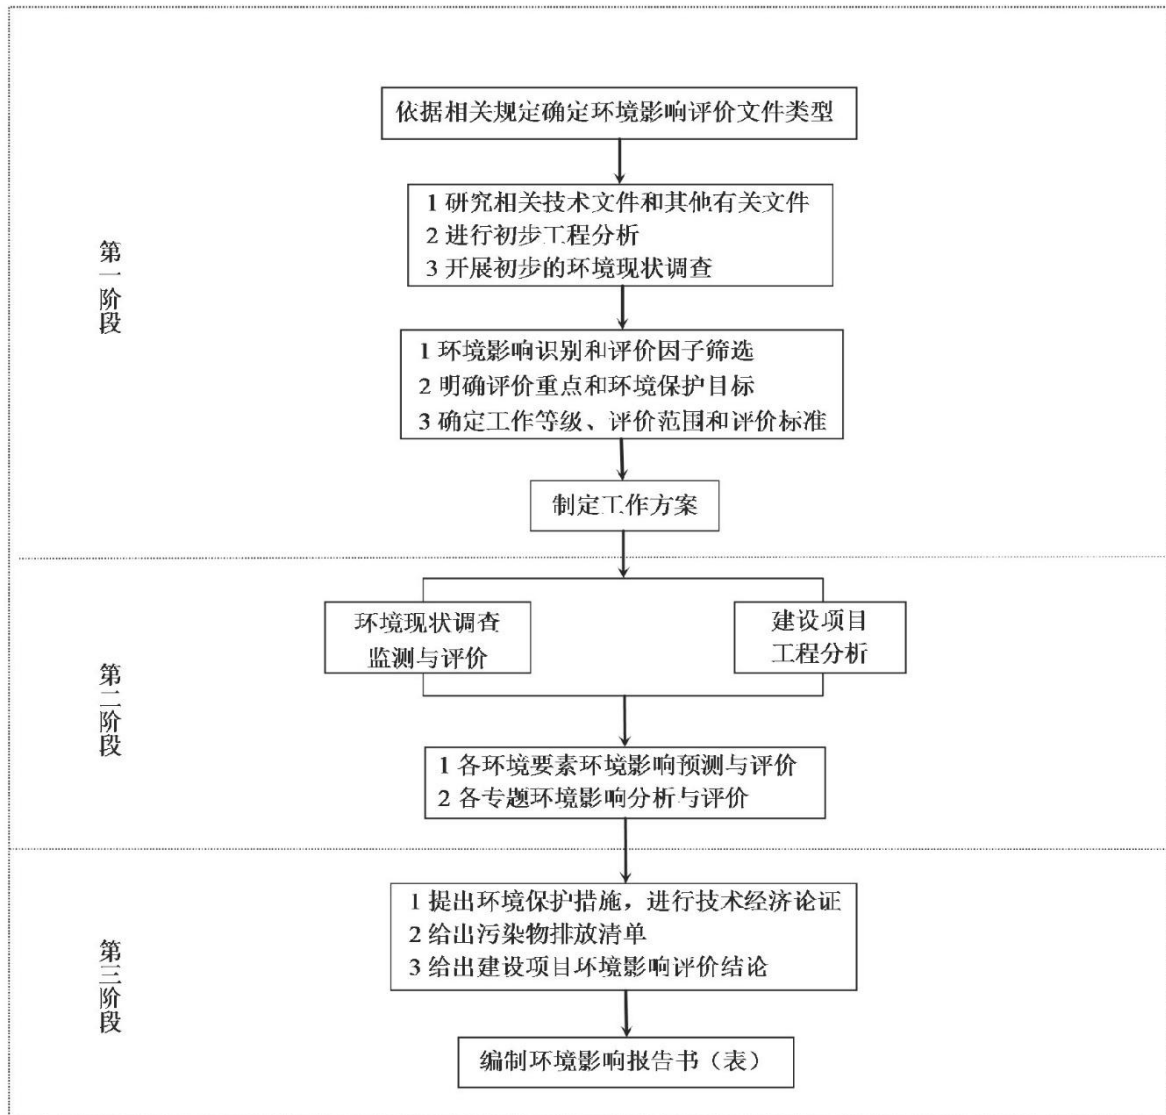 依据相关规定确定环境影响评价文件类型
第一阶段
1 研究相关技术文件和其他有关文件
2 进行初步工程分析
3 开展初步的环境现状调查
1 环境影响识别和评价因子筛选
2 明确评价重点和环境保护目标
3 确定工作等级、评价范围和评价标准
制定工作方案
第二阶段
环境现状调查
监测与评价
建设项目
工程分析
1 各环境要素环境影响预测与评价
2 各专题环境影响分析与评价
第三阶段
1 提出环境保护措施，进行技术经济论证
2 给出污染物排放清单
3 给出建设项目环境影响评价结论
编制环境影响报告书（表）